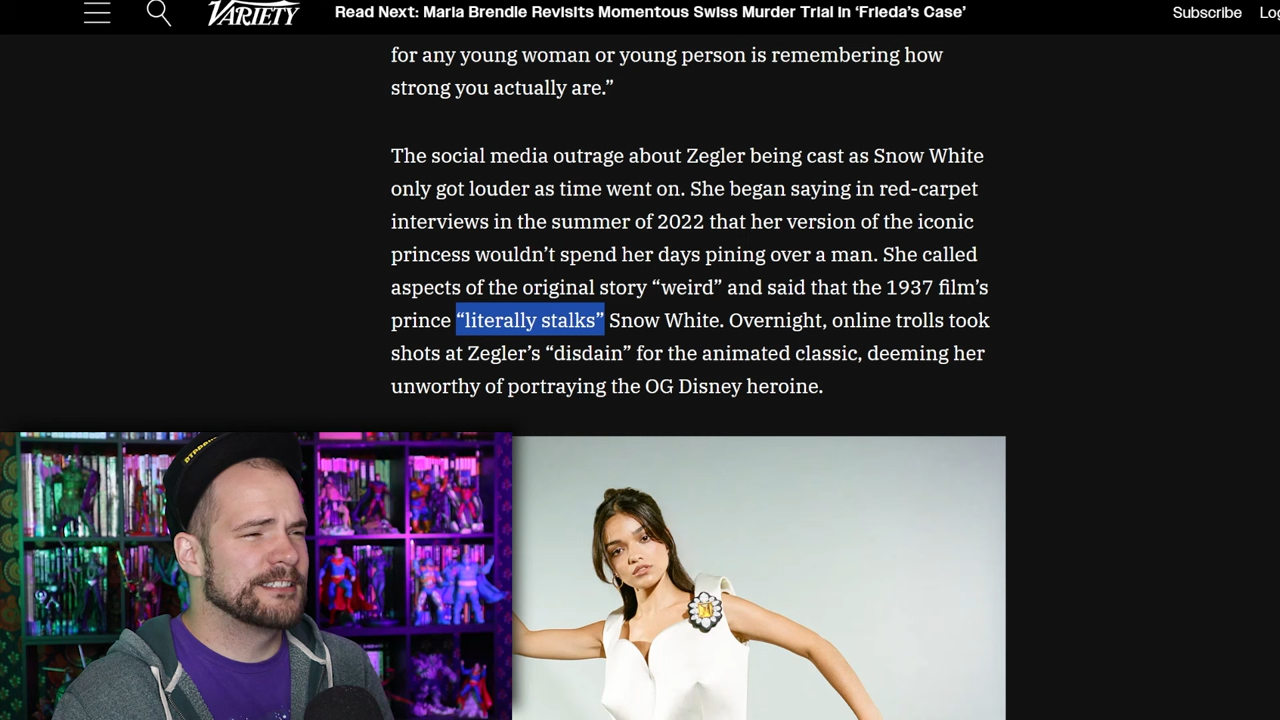 VARIETY
Read Next: Maria Brendle Revisits Momentous Swiss Murder Trial in ‘Frieda’s Case’
Subscribe
for any young woman or young person is remembering how
strong you actually are.”
The social media outrage about Zegler being cast as Snow White
only got louder as time went on. She began saying in red-carpet
interviews in the summer of 2022 that her version of the iconic
princess wouldn’t spend her days pining over a man. She called
aspects of the original story “weird” and said that the 1937 film’s
prince “literally stalks” Snow White. Overnight, online trolls took
shots at Zegler’s “disdain” for the animated classic, deeming her
unworthy of portraying the OG Disney heroine.